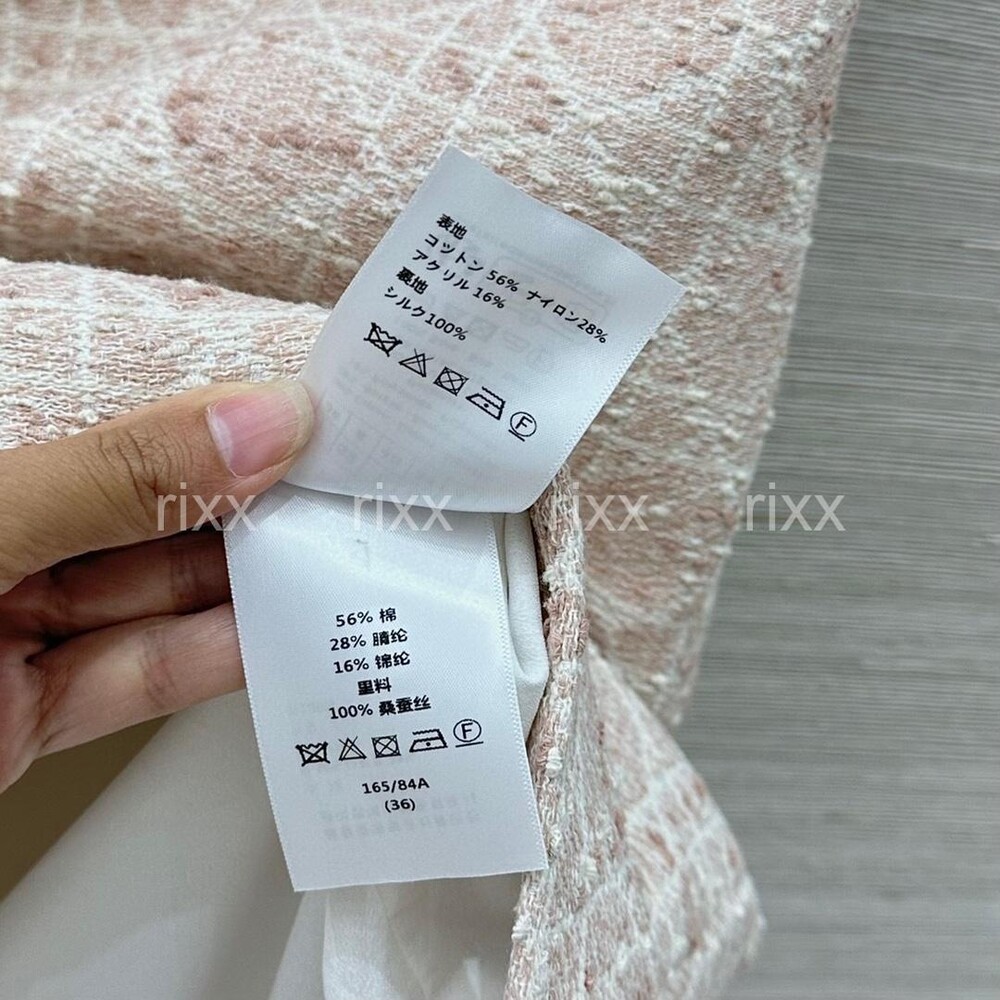 表地
コットン 56% ナイロン28%
アクリル 16%
裏地
シルク100%
F
rixx rixx rixx rixx
56% 棉
28% 腈纶
16% 锦纶
里料
100% 桑蚕丝
F
165/84A
(36)